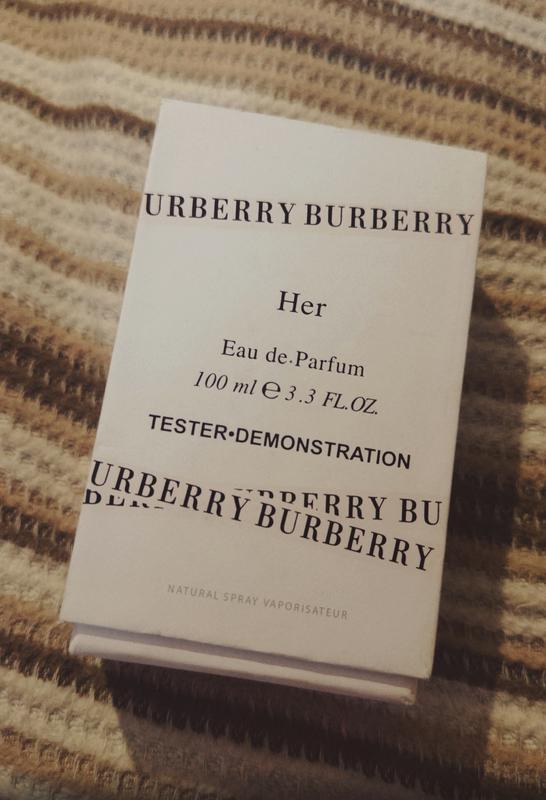 URBERRY BURBERRY
Her
Eau de Parfum
100 ml ℮ 3.3 FL.OZ.
TESTER•DEMONSTRATION
URBERRY BU
URBERRY BURBERRY
NATURAL SPRAY VAPORISATEUR